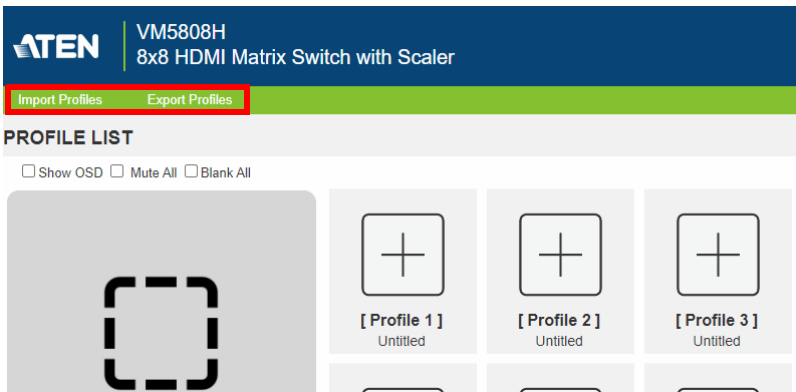 ATEN
VM5808H
8x8 HDMI Matrix Switch with Scaler
Import Profiles Export Profiles
PROFILE LIST
Show OSD Mute All Blank All
[ Profile 1 ] [ Profile 2 ] [ Profile 3 ]
Untitled Untitled Untitled